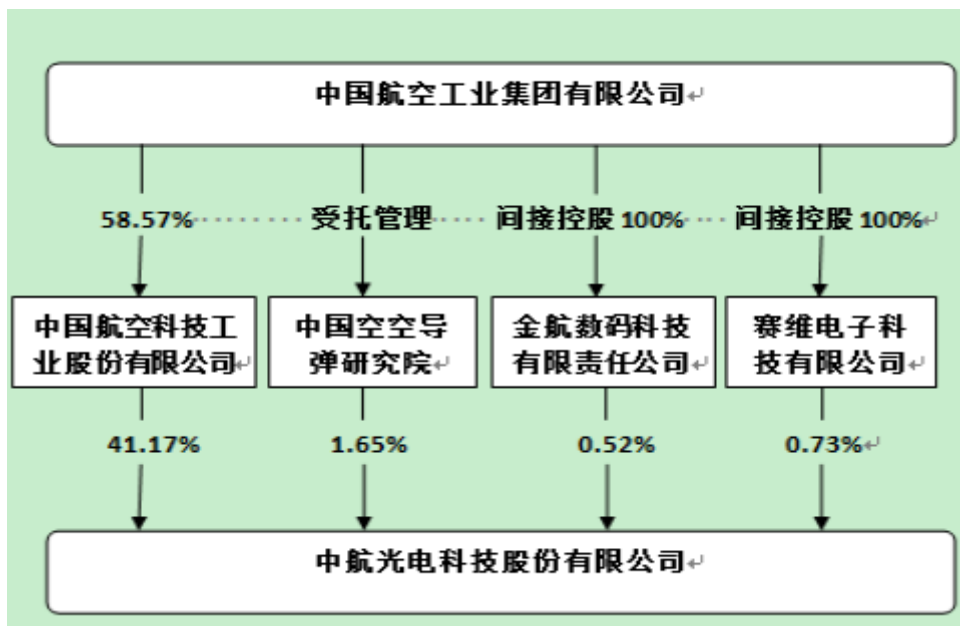 中国航空工业集团有限公司
58.57% 受托管理 间接控股 100% 间接控股 100%
中国航空科技工
业股份有限公司
中国空空导
弹研究院
金航数码科技
有限责任公司
赛维电子科
技有限公司
41.17% 1.65% 0.52% 0.73%
中航光电科技股份有限公司